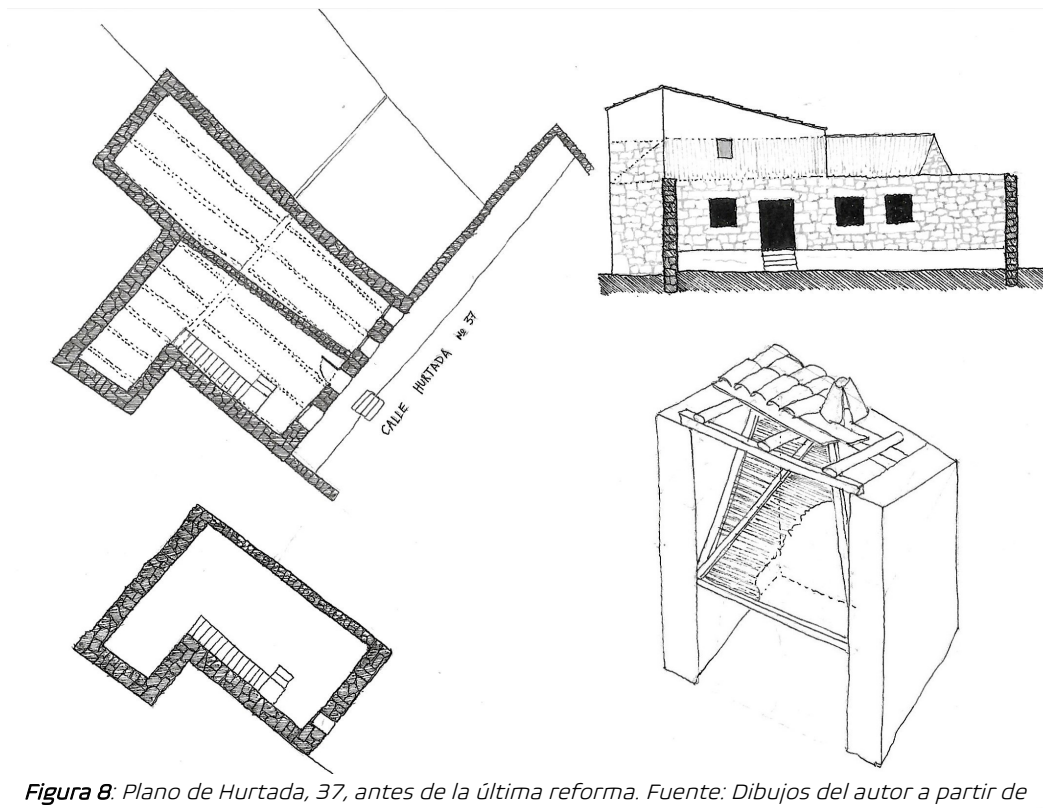 CALLE HURTADA Nº 37
Figura 8: Plano de Hurtada, 37, antes de la última reforma. Fuente: Dibujos del autor a partir de